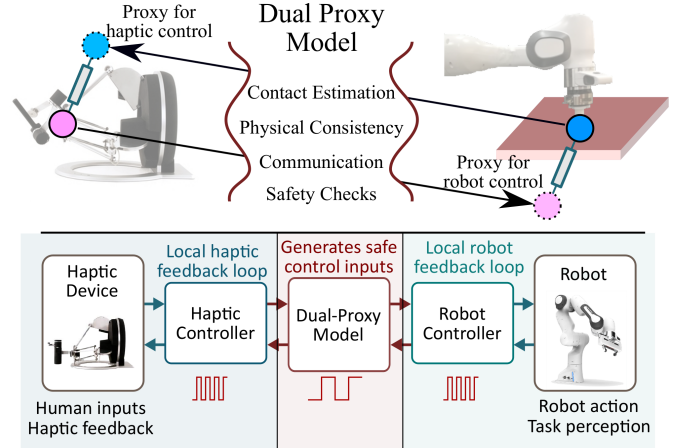 Proxy for
haptic control
Dual Proxy
Model
Contact Estimation
Physical Consistency
Communication
Safety Checks
Proxy for
robot control
Local haptic
feedback loop
Generates safe
control inputs
Local robot
feedback loop
Haptic
Device
Haptic
Controller
Dual-Proxy
Model
Robot
Controller
Robot
Human inputs
Haptic feedback
Robot action
Task perception